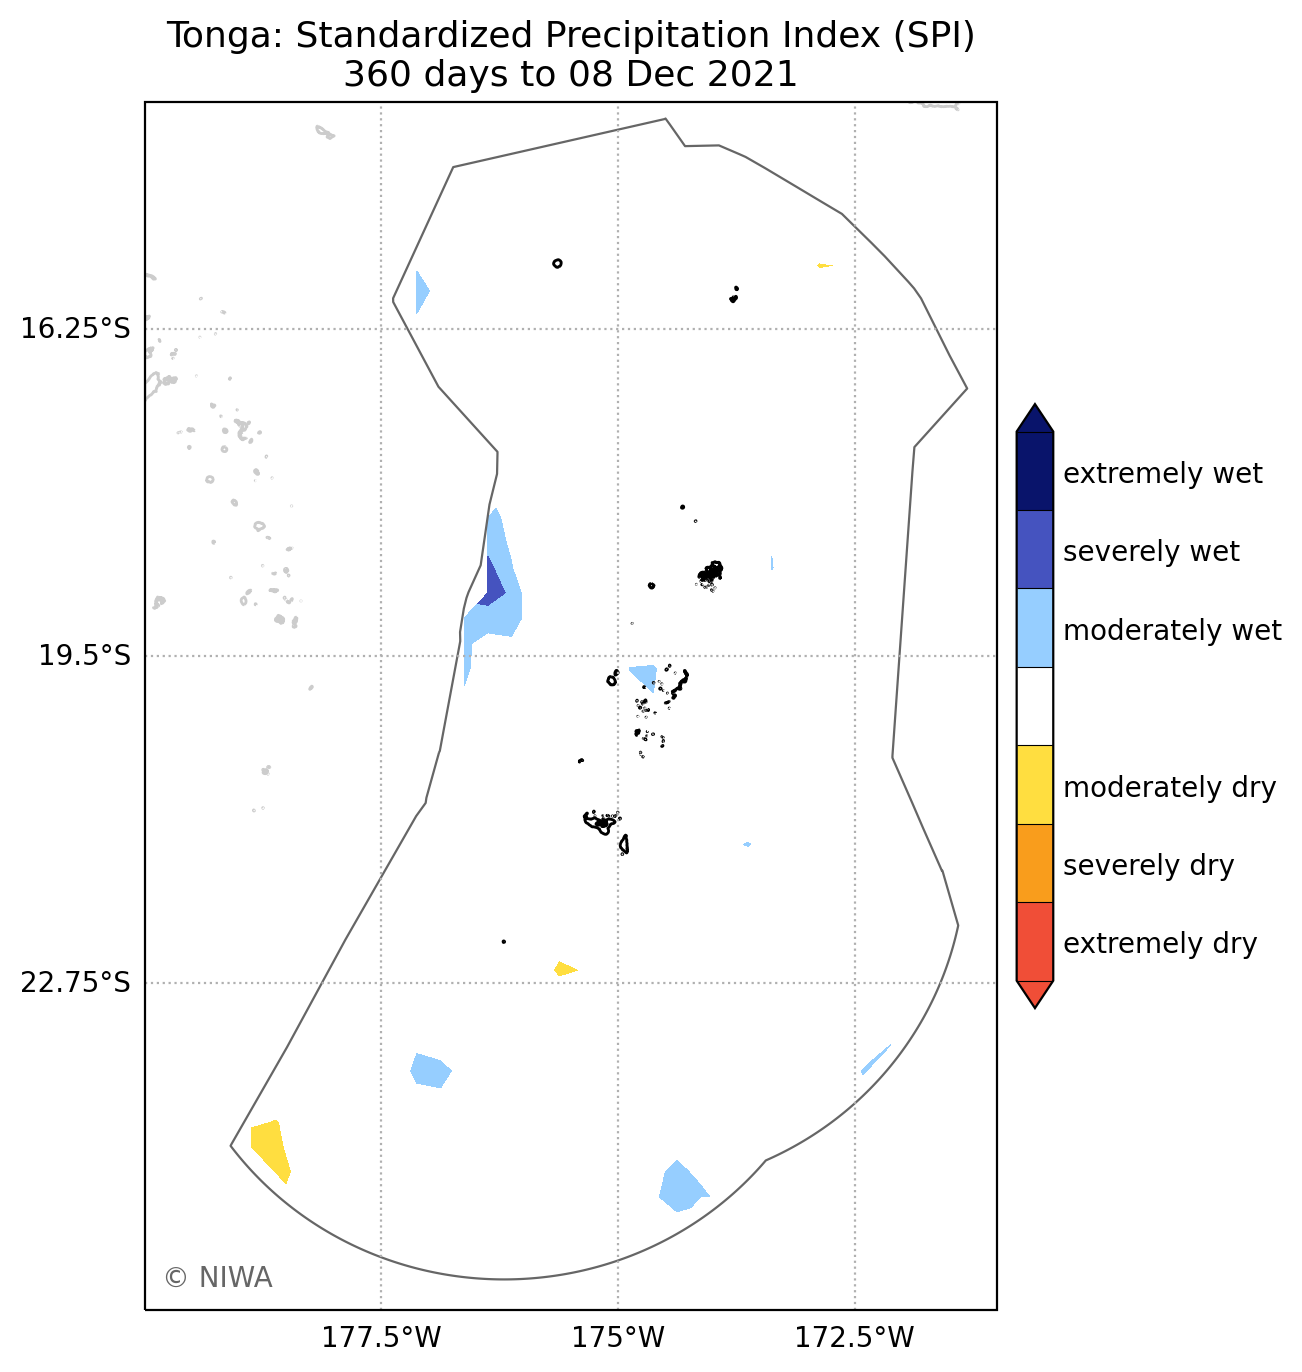 Tonga: Standardized Precipitation Index (SPI)
360 days to 08 Dec 2021
16.25°S
19.5°S
22.75°S
177.5°W
175°W
172.5°W
extremely wet
severely wet
moderately wet
moderately dry
severely dry
extremely dry
© NIWA